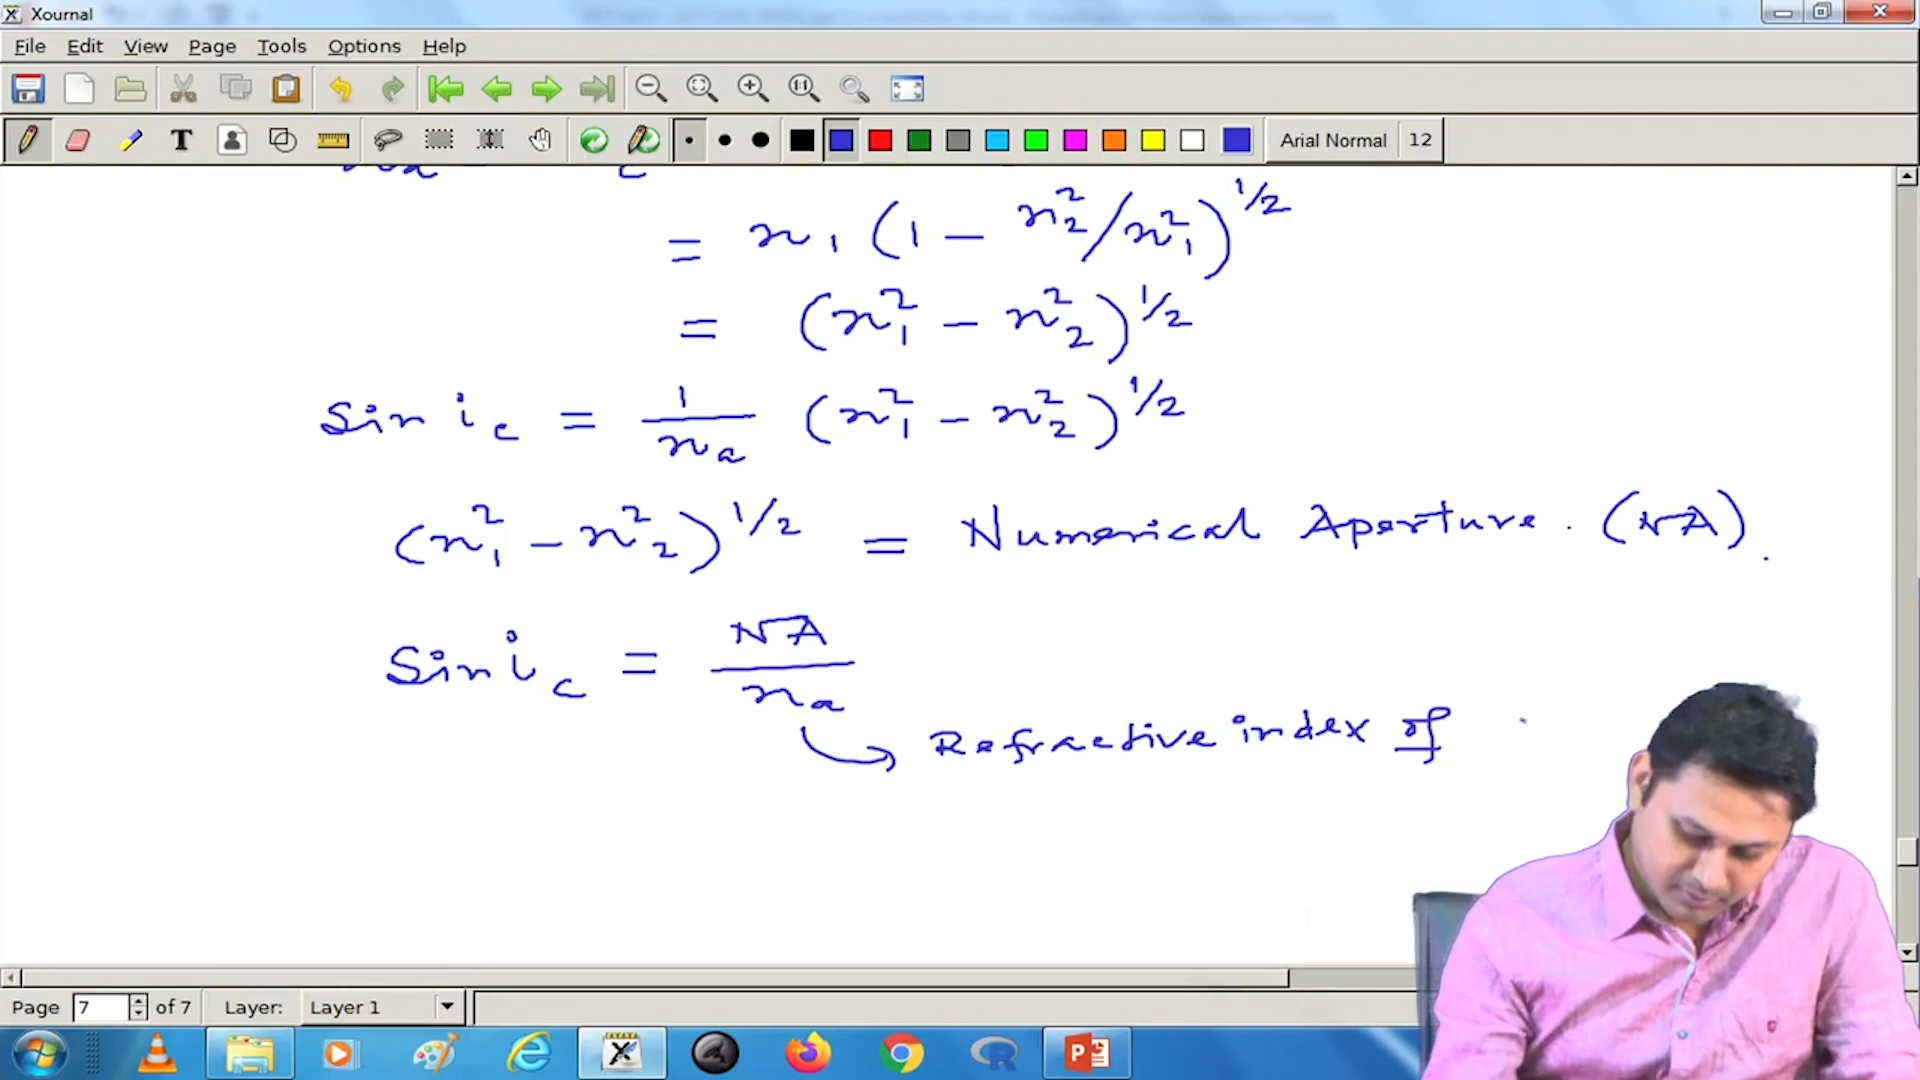 Xournal
File Edit View Page Tools Options Help
Arial Normal 12
= n₁ (1 − n₂²/n₁²)^1/2
= (n₁² − n₂²)^1/2
Sin i_c = 1/n_a (n₁² − n₂²)^1/2
(n₁² − n₂²)^1/2 = Numerical Aperture. (NA).
Sin i_c = NA/n_a
Refractive index of
Page 7 of 7 Layer: Layer 1